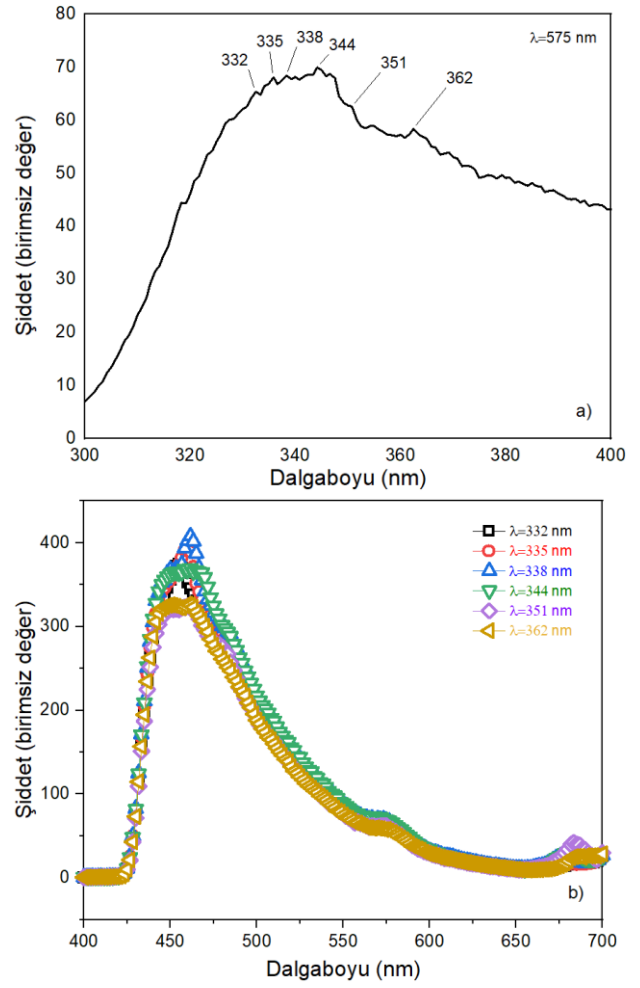 80
70
60
50
40
30
20
10
0
Şiddet (birimsiz değer)
332
335
338
344
351
362
λ=575 nm
a)
300
320
340
360
380
400
Dalgaboyu (nm)
400
300
200
100
0
Şiddet (birimsiz değer)
λ=332 nm
λ=335 nm
λ=338 nm
λ=344 nm
λ=351 nm
λ=362 nm
b)
400
450
500
550
600
650
700
Dalgaboyu (nm)